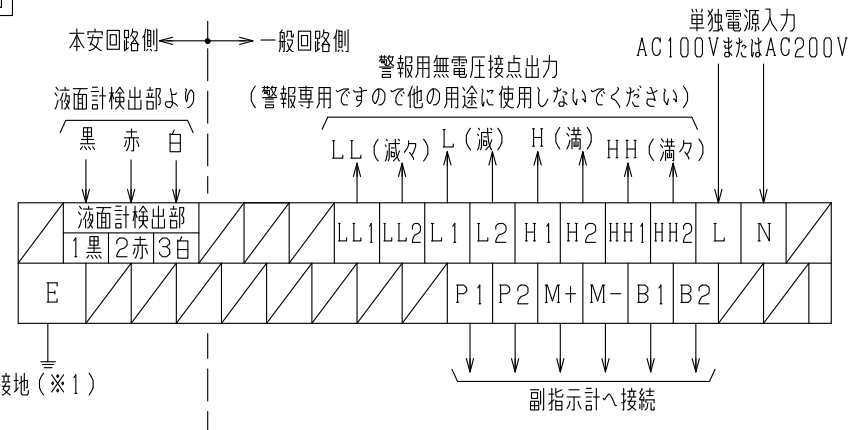 単独電源入力
本安回路側 一般回路側
AC100VまたはAC200V
警報用無電圧接点出力
液面計検出部より
(警報専用ですので他の用途に使用しないでください)
黒 赤 白
LL(減々) L(減) H(満) HH(満々)
液面計検出部
1黒 2赤 3白
LL1 LL2 L1 L2 H1 H2 HH1 HH2 L N
E P1 P2 M+ M- B1 B2
接地(※1)
副指示計へ接続